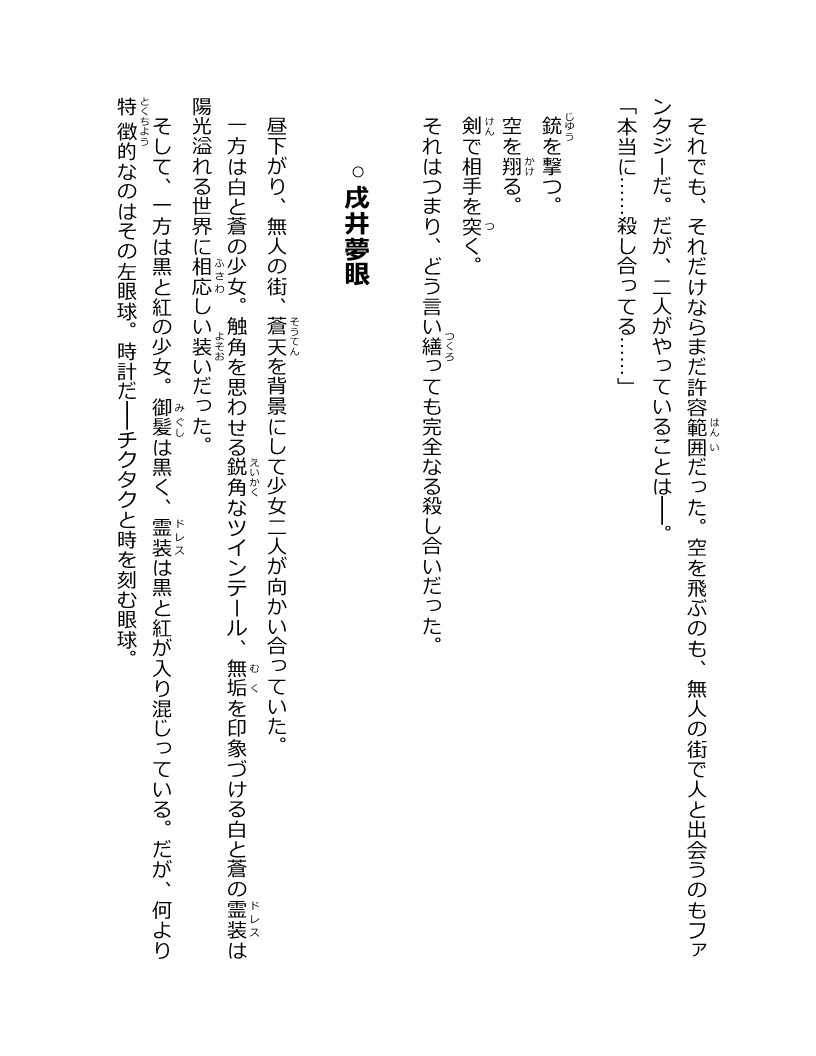 それでも、それだけならまだ許容範囲だった。空を飛ぶのも、無人の街で人と出会うのもファ
ンタジーだ。だが、二人がやっていることは――。
「本当に……殺し合ってる……」
銃を撃つ。
空を翔る。
剣で相手を突く。
それはつまり、どう言い繕っても完全なる殺し合いだった。
○戌井夢眼
昼下がり、無人の街、蒼天を背景にして少女二人が向かい合っていた。
一方は白と蒼の少女。触角を思わせる鋭角なツインテール、無垢を印象づける白と蒼の霊装は
陽光溢れる世界に相応しい装いだった。
そして、一方は黒と紅の少女。御髪は黒く、霊装は黒と紅が入り混じっている。だが、何より
特徴的なのはその左眼球。時計だ――チクタクと時を刻む眼球。